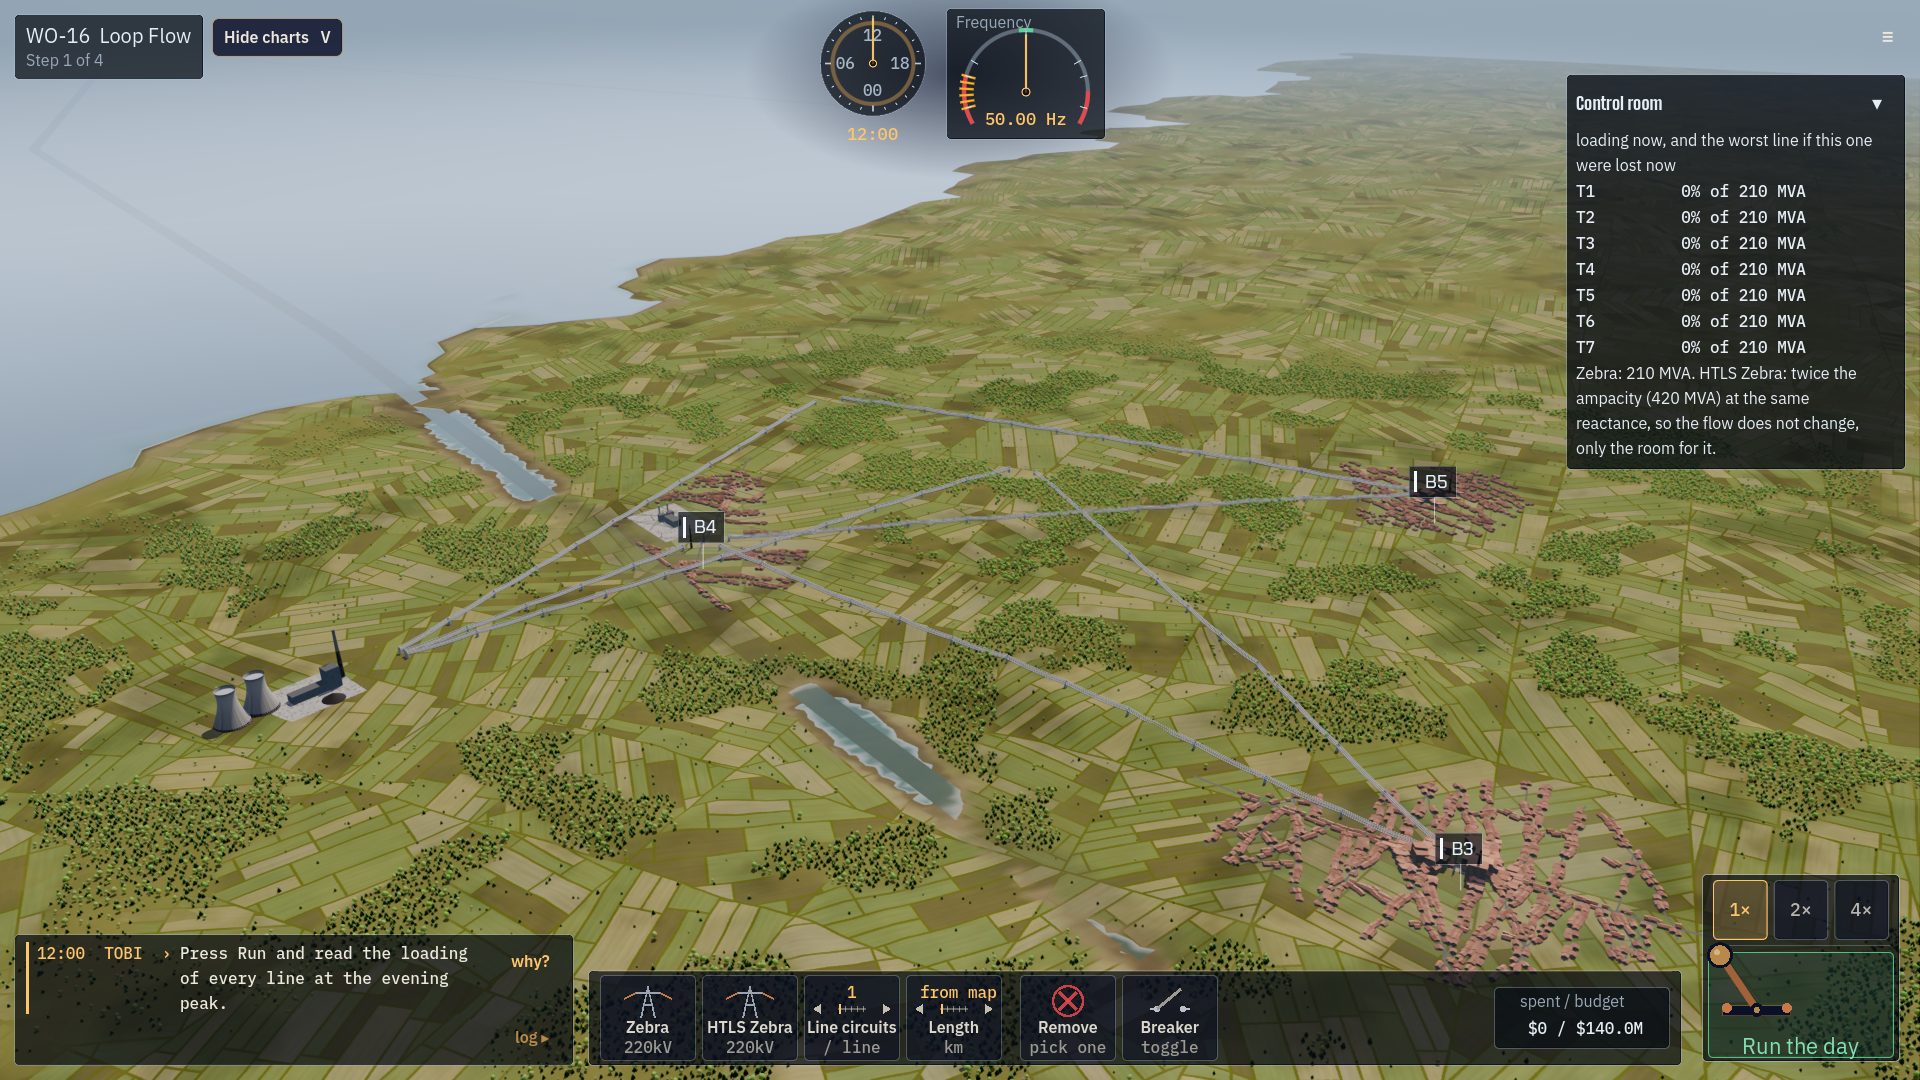 WO-16 Loop Flow
Step 1 of 4
Hide charts V
12
06 18
00
12:00
Frequency
50.00 Hz
Control room
loading now, and the worst line if this one
were lost now
T1 0% of 210 MVA
T2 0% of 210 MVA
T3 0% of 210 MVA
T4 0% of 210 MVA
T5 0% of 210 MVA
T6 0% of 210 MVA
T7 0% of 210 MVA
Zebra: 210 MVA. HTLS Zebra: twice the
ampacity (420 MVA) at the same
reactance, so the flow does not change,
only the room for it.
B5
B4
B3
12:00 TOBI › Press Run and read the loading
of every line at the evening
peak.
why?
log ▸
Zebra
220kV
HTLS Zebra
220kV
1
Line circuits
/ line
from map
Length
km
Remove
pick one
Breaker
toggle
spent / budget
$0 / $140.0M
1× 2× 4×
Run the day